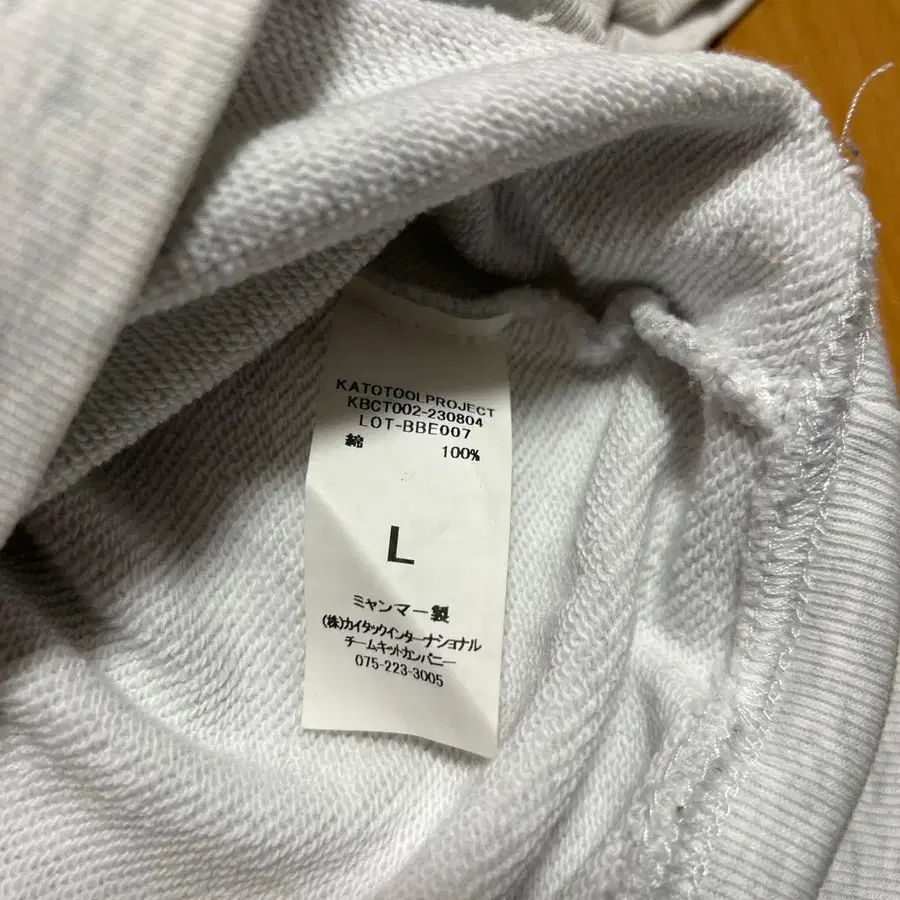 KATOTOOLPROJECT
KBCT002-230804
LOT-BBE007
綿 100%
L
ミャンマー製
(株)カイタックインターナショナル
チームキットカンパニー
075-223-3005